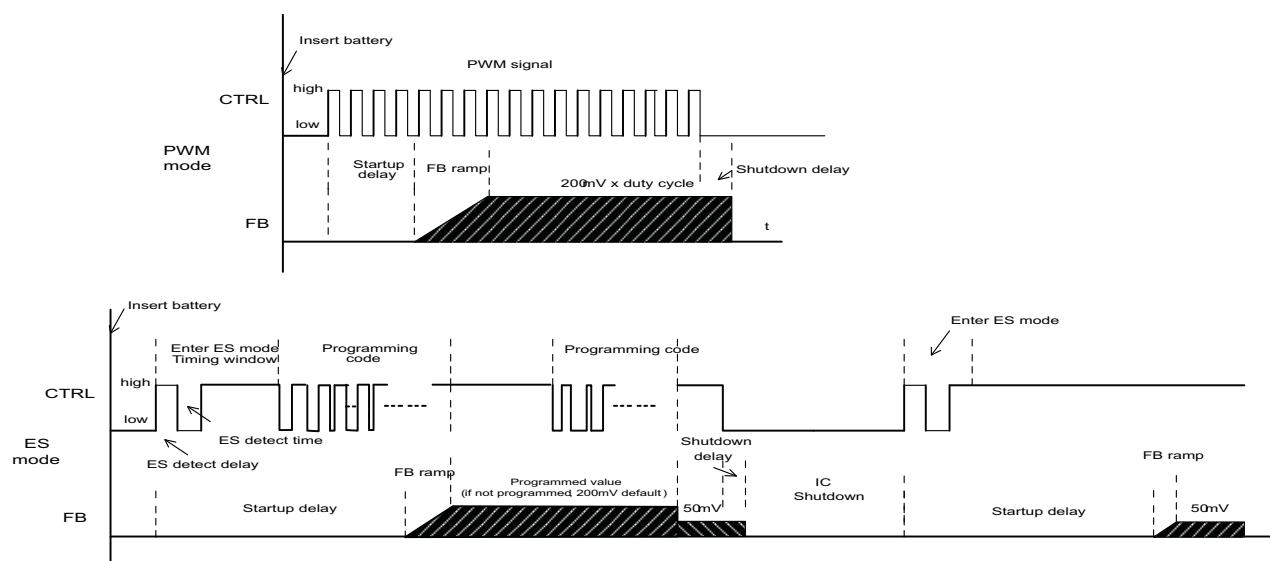 Insert battery
PWM signal
high
CTRL
low
PWM
mode
Startup
delay
FB ramp
Shutdown delay
200mV x duty cycle
FB
t
Insert battery
Enter ES mode
Enter ES mode
Timing window
Programming
code
Programming code
high
CTRL
low
ES
mode
ES detect time
ES detect delay
Shutdown
delay
FB ramp
FB ramp
Programmed value
(if not programmed, 200mV default)
IC
Shutdown
Startup delay
50mV
Startup delay
50mV
FB